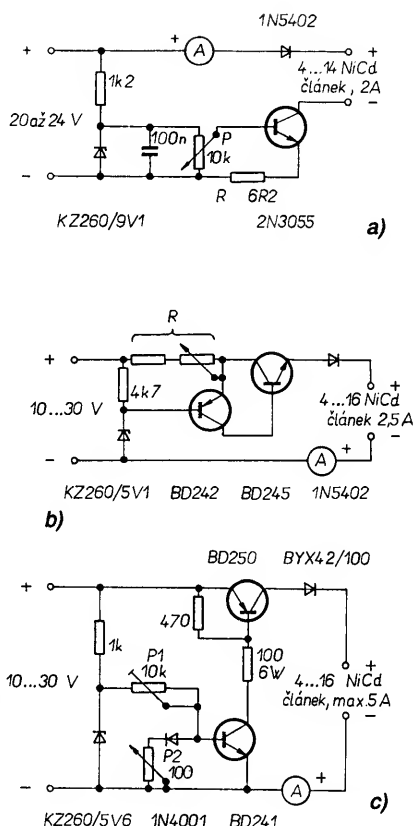 1N5402
+
A
+
1k2
4...14 NiCd
článek, 2A
-
20až 24 V
100n
P
10k
-
R 6R2
KZ260/9V1 2N3055
a)
R
+
4k7
+
10...30 V
4...16 NiCd
článek 2,5 A
-
-
A +
KZ260/5V1 BD242 BD245 1N5402
b)
BD250 BYX42/100
+
470
1k
P1
10k
100
6W
+
10...30 V
4...16 NiCd
článek, max.5 A
-
P2
100
-
A +
c)
KZ260/5V6 1N4001 BD241